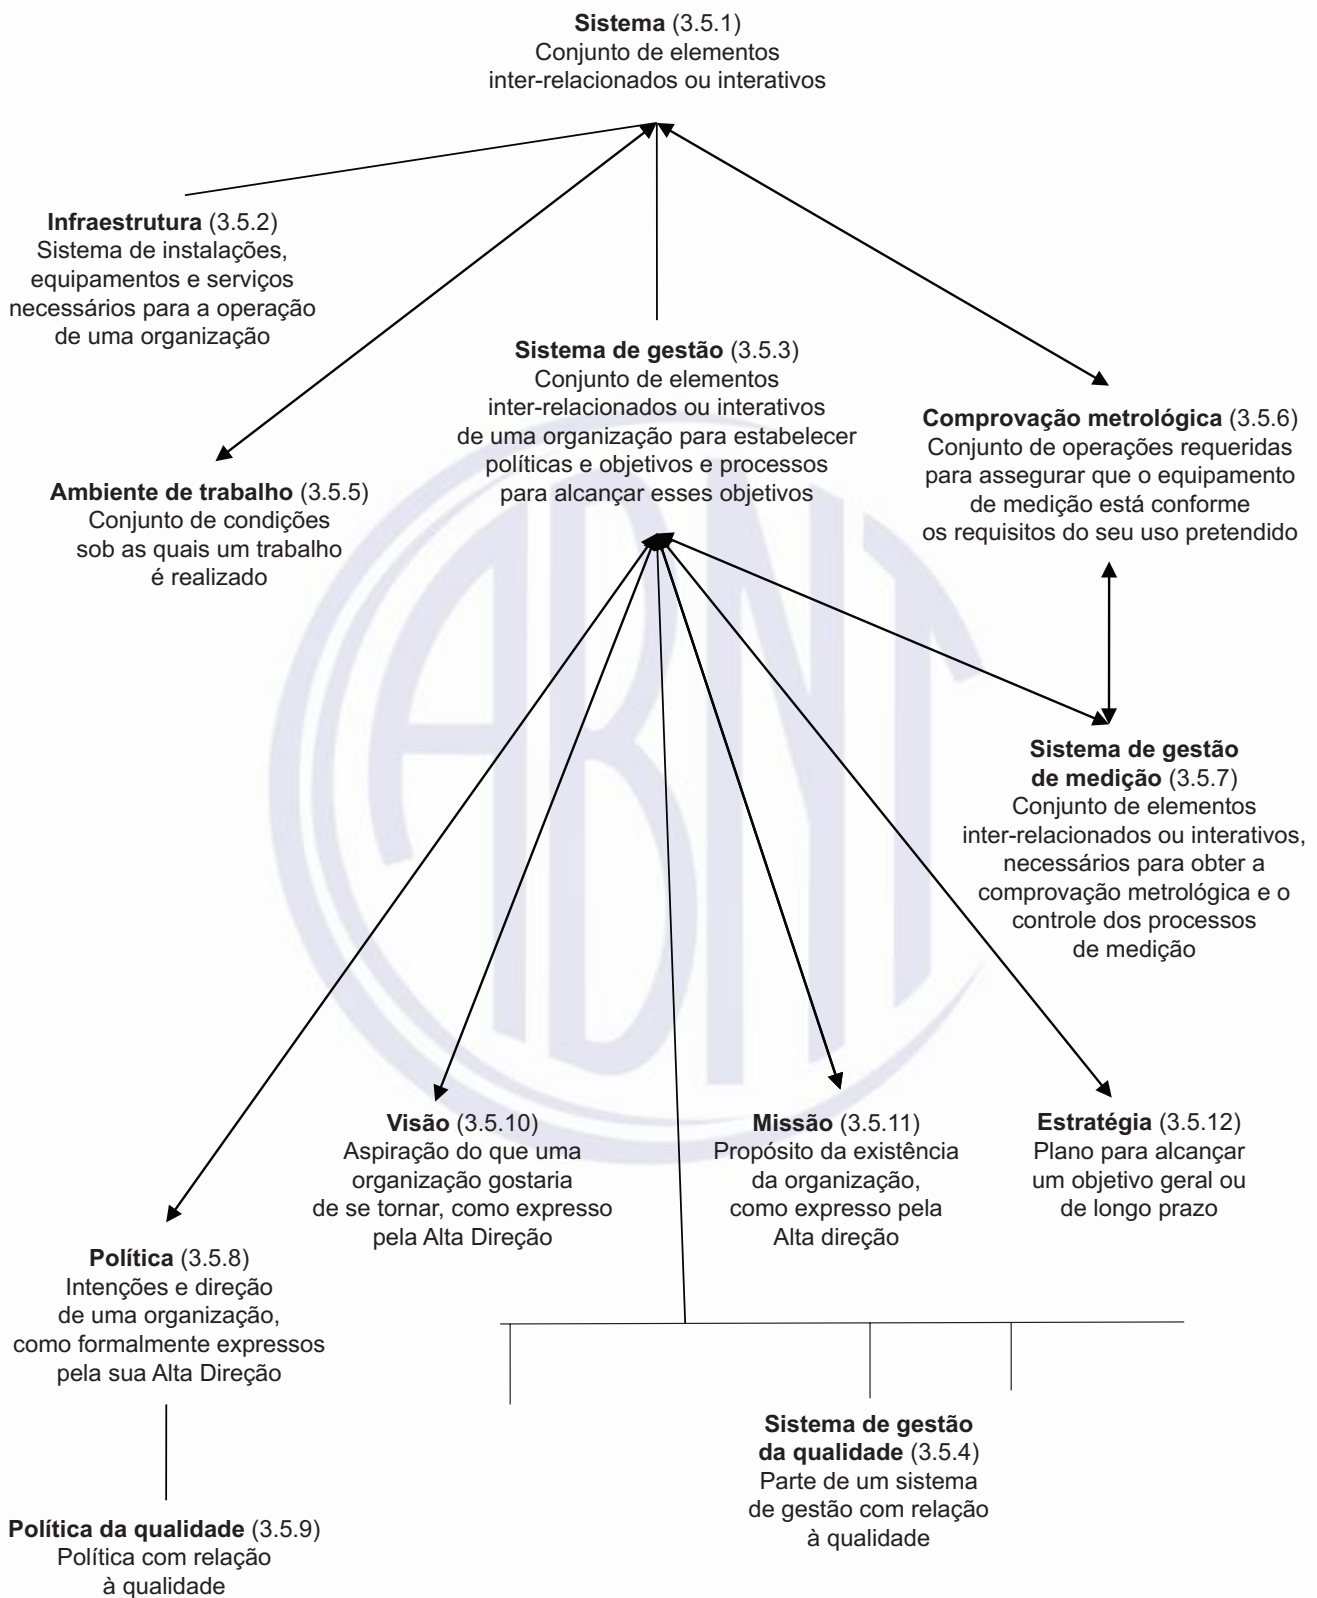 Sistema (3.5.1)
Conjunto de elementos
inter-relacionados ou interativos
Infraestrutura (3.5.2)
Sistema de instalações,
equipamentos e serviços
necessários para a operação
de uma organização
Sistema de gestão (3.5.3)
Conjunto de elementos
inter-relacionados ou interativos
de uma organização para estabelecer
políticas e objetivos e processos
para alcançar esses objetivos
Comprovação metrológica (3.5.6)
Conjunto de operações requeridas
para assegurar que o equipamento
de medição está conforme
os requisitos do seu uso pretendido
Ambiente de trabalho (3.5.5)
Conjunto de condições
sob as quais um trabalho
é realizado
ABNT
Sistema de gestão
de medição (3.5.7)
Conjunto de elementos
inter-relacionados ou interativos,
necessários para obter a
comprovação metrológica e o
controle dos processos
de medição
Visão (3.5.10)
Aspiração do que uma
organização gostaria
de se tornar, como expresso
pela Alta Direção
Missão (3.5.11)
Propósito da existência
da organização,
como expresso pela
Alta direção
Estratégia (3.5.12)
Plano para alcançar
um objetivo geral ou
de longo prazo
Política (3.5.8)
Intenções e direção
de uma organização,
como formalmente expressos
pela sua Alta Direção
Sistema de gestão
da qualidade (3.5.4)
Parte de um sistema
de gestão com relação
à qualidade
Política da qualidade (3.5.9)
Política com relação
à qualidade